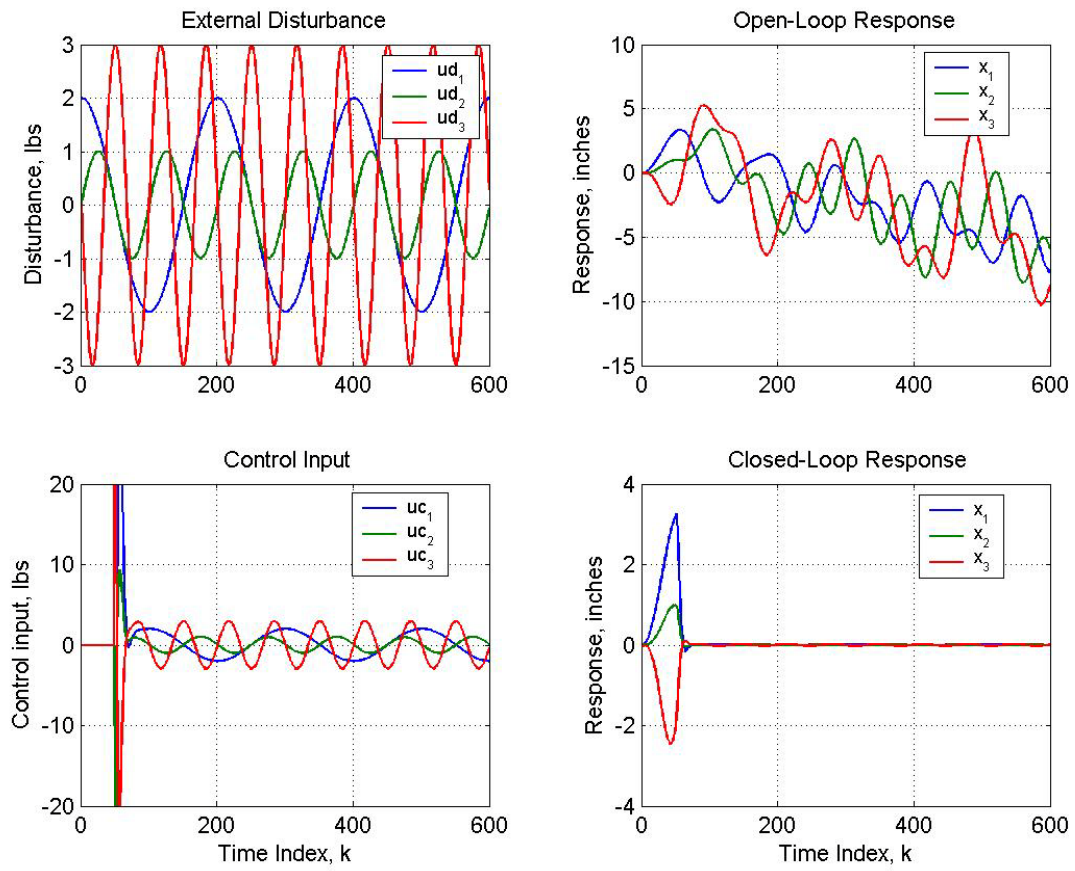 External Disturbance
Disturbance, lbs
3
2
1
0
-1
-2
-3
0
200
400
600
ud1
ud2
ud3
Open-Loop Response
Response, inches
10
5
0
-5
-10
-15
0
200
400
600
x1
x2
x3
Control Input
Control input, lbs
20
10
0
-10
-20
0
200
400
600
Time Index, k
uc1
uc2
uc3
Closed-Loop Response
Response, inches
4
2
0
-2
-4
0
200
400
600
Time Index, k
x1
x2
x3